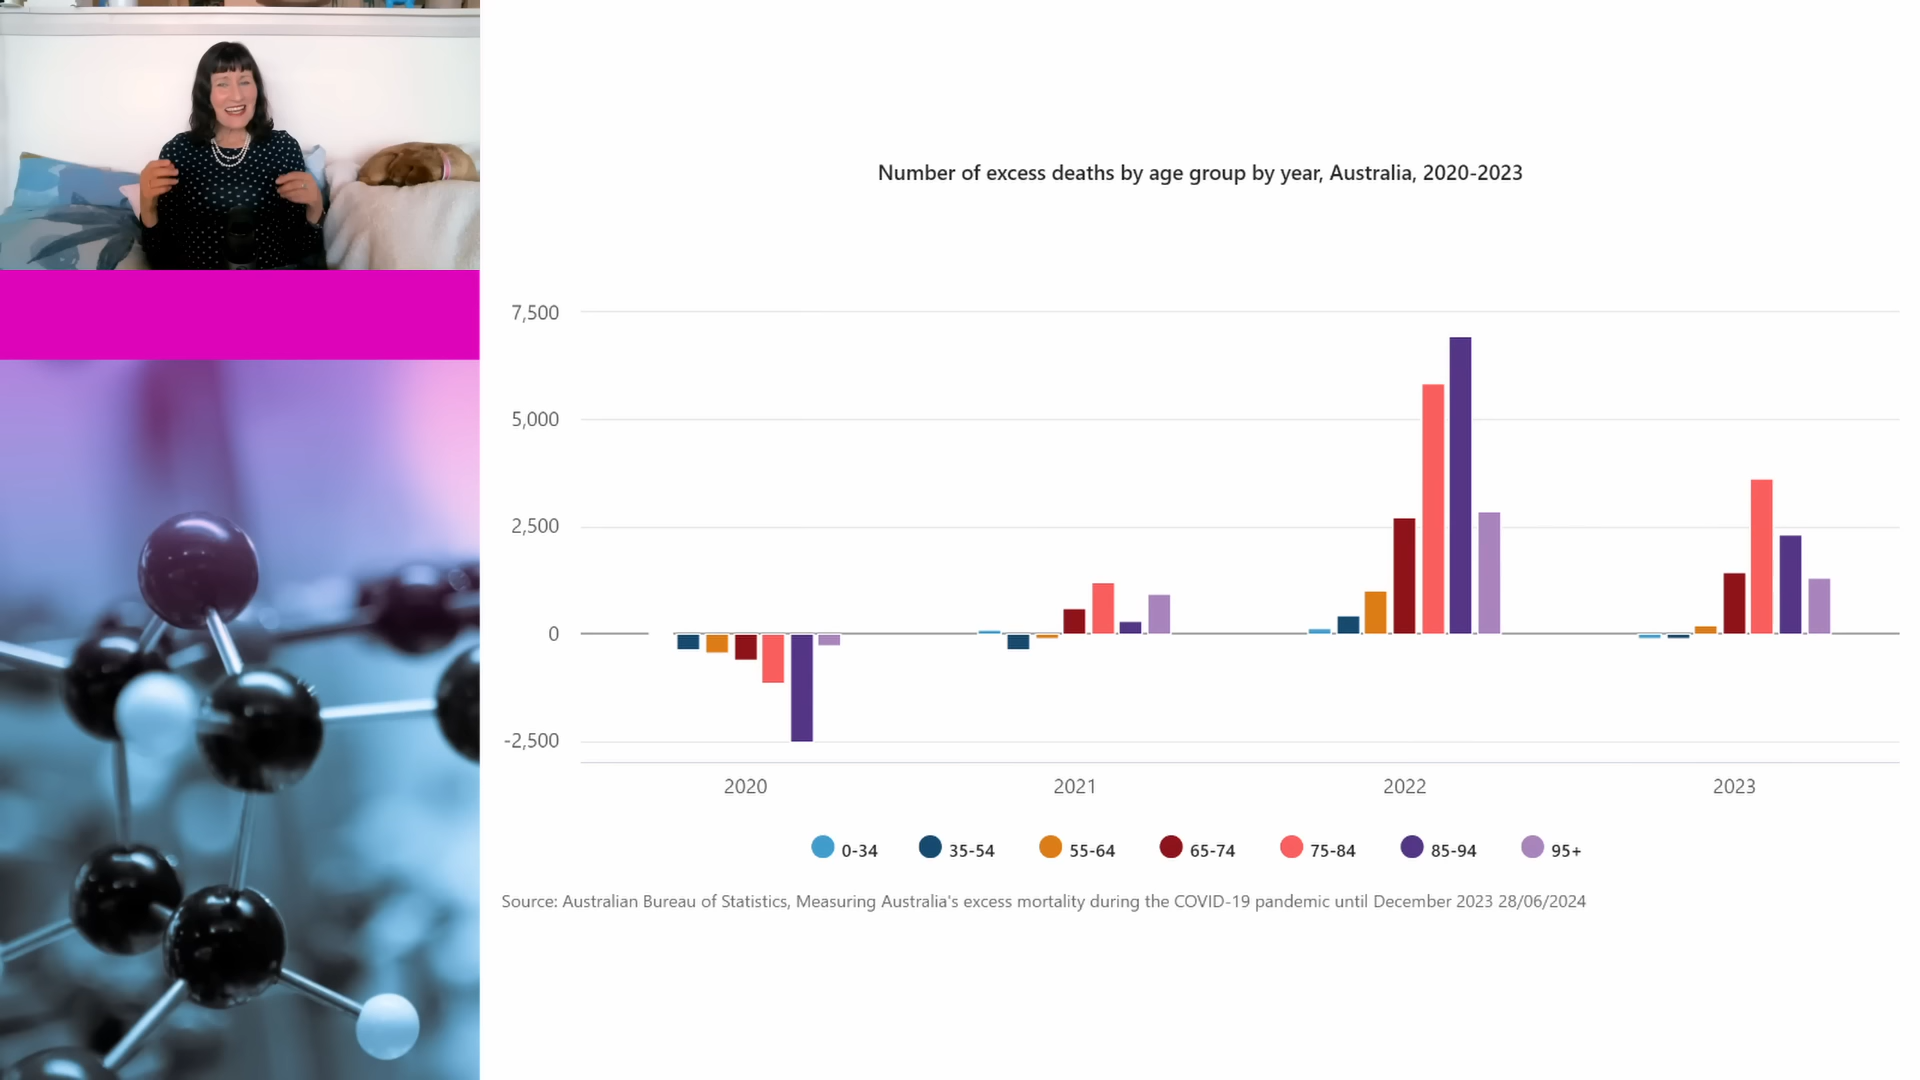 Number of excess deaths by age group by year, Australia, 2020-2023
7,500
5,000
2,500
0
-2,500
2020 2021 2022 2023
0-34 35-54 55-64 65-74 75-84 85-94 95+
Source: Australian Bureau of Statistics, Measuring Australia's excess mortality during the COVID-19 pandemic until December 2023 28/06/2024